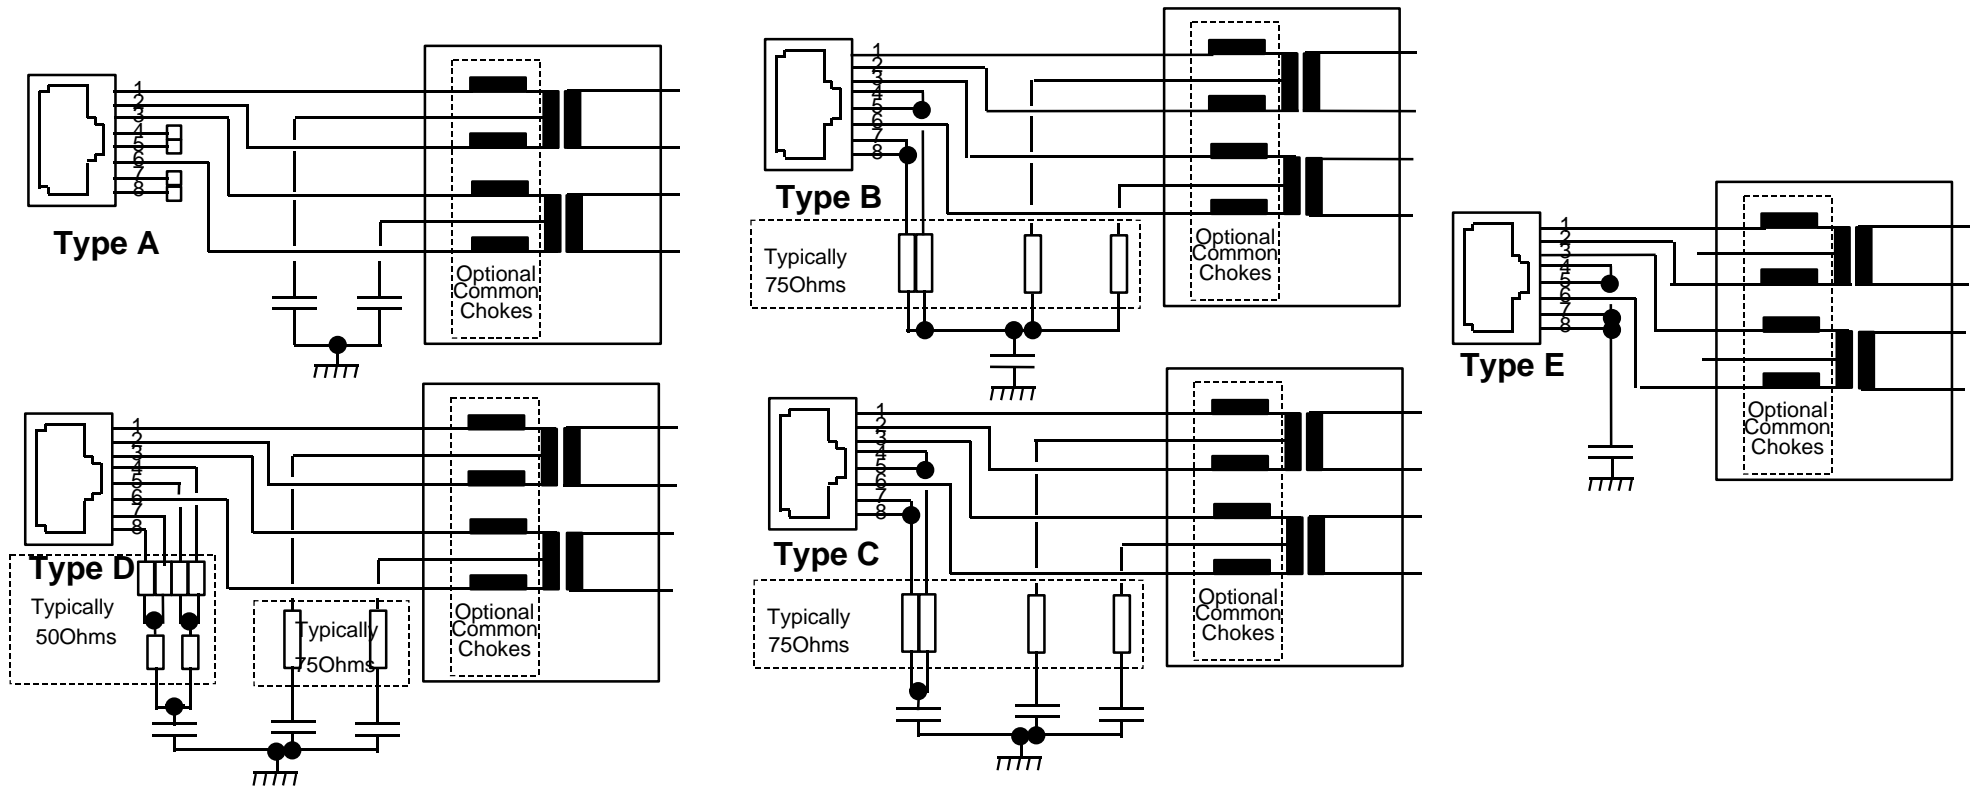 1
2
3
4
5
6
7
8
Type A
Optional
Common
Chokes
1
2
3
4
5
6
7
8
Type B
Typically
75Ohms
Optional
Common
Chokes
1
2
3
4
5
6
7
8
Type E
Optional
Common
Chokes
1
2
3
4
5
6
7
8
Type D
Typically
50Ohms
Typically
75Ohms
Optional
Common
Chokes
1
2
3
4
5
6
7
8
Type C
Typically
75Ohms
Optional
Common
Chokes